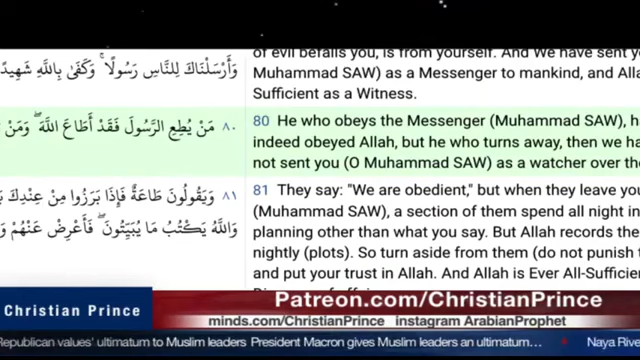 of evil befalls you, is from yourself. And We have sent yo
وَأَرْسَلْنَاكَ لِلنَّاسِ رَسُولًا ۚ وَكَفَىٰ بِاللَّهِ شَهِيدً
Muhammad SAW) as a Messenger to mankind, and Alla
Sufficient as a Witness.
٨٠ مَنْ يُطِعِ الرَّسُولَ فَقَدْ أَطَاعَ اللَّهَ ۖ وَمَنْ
80 He who obeys the Messenger (Muhammad SAW), ha
indeed obeyed Allah, but he who turns away, then we ha
not sent you (O Muhammad SAW) as a watcher over the
٨١ وَيَقُولُونَ طَاعَةٌ فَإِذَا بَرَزُوا مِنْ عِنْدِكَ بَ
وَاللَّهُ يَكْتُبُ مَا يُبَيِّتُونَ ۖ فَأَعْرِضْ عَنْهُمْ وَ
81 They say: "We are obedient," but when they leave you
(Muhammad SAW), a section of them spend all night in
planning other than what you say. But Allah records the
nightly (plots). So turn aside from them (do not punish t
and put your trust in Allah. And Allah is Ever All-Suffici
Christian Prince
Patreon.com/ChristianPrince
minds.com/ChristianPrince instagram ArabianProphet
Republican values' ultimatum to Muslim leaders President Macron gives Muslim leaders an ultimatum... Naya Rive